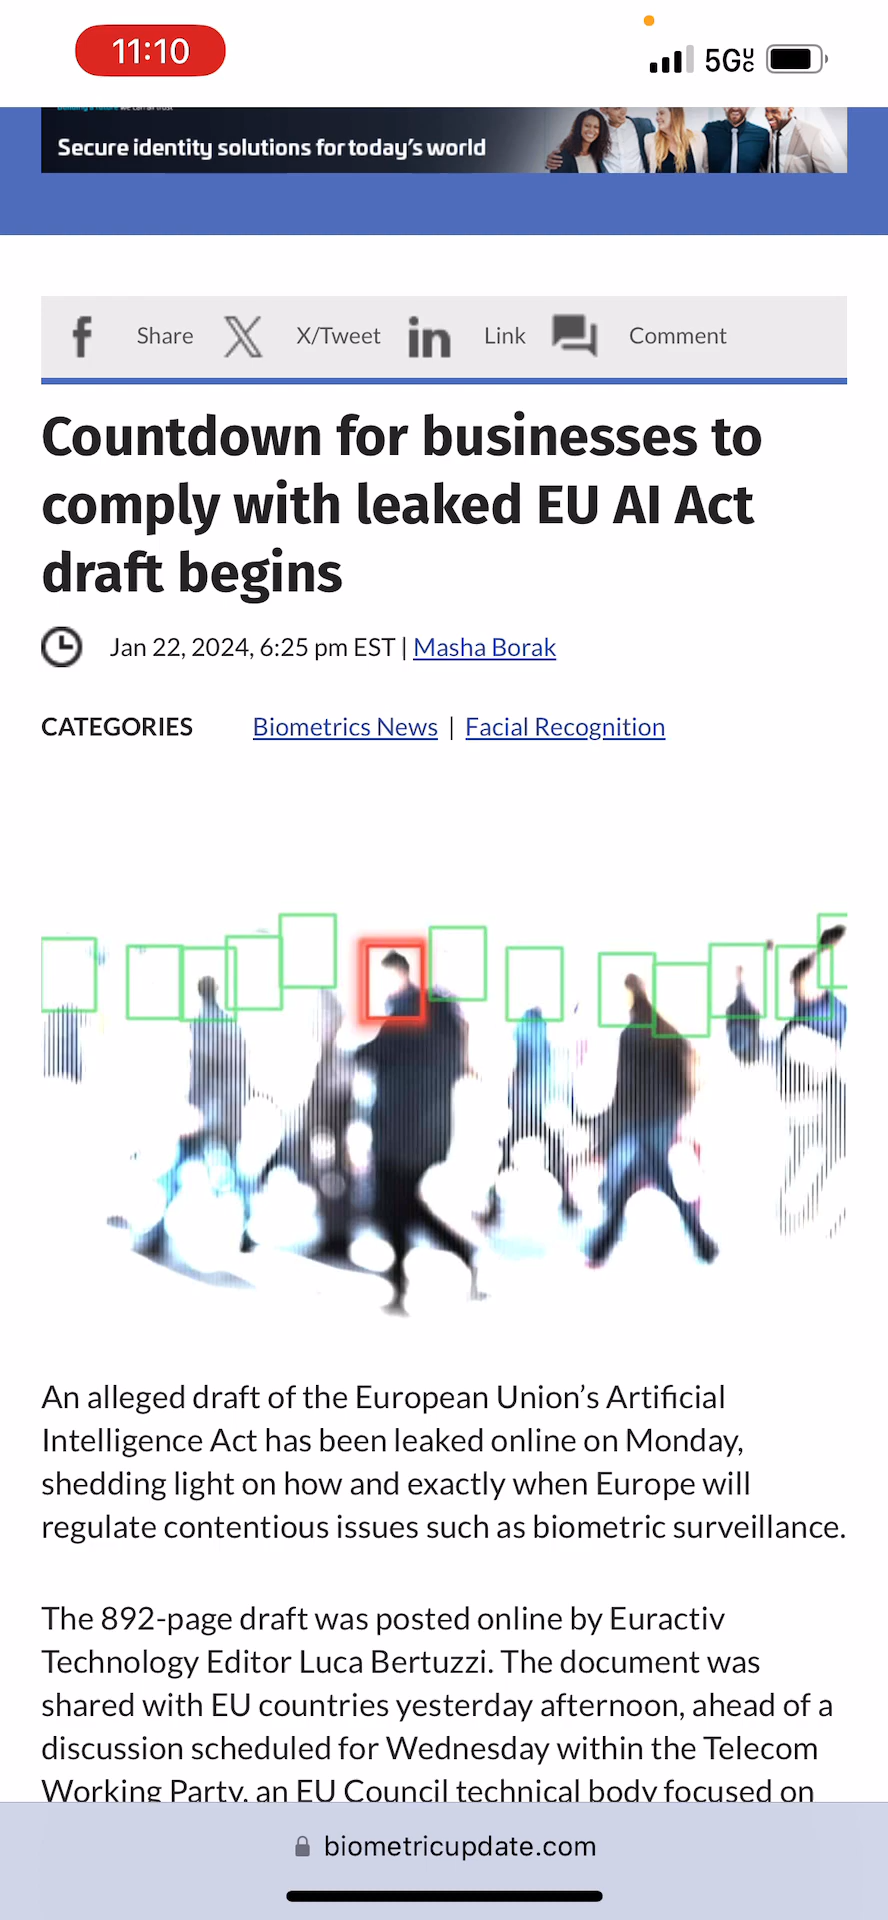 11:10
5G
Secure identity solutions for today's world
Share X/Tweet Link Comment
Countdown for businesses to
comply with leaked EU AI Act
draft begins
Jan 22, 2024, 6:25 pm EST | Masha Borak
CATEGORIES Biometrics News | Facial Recognition
An alleged draft of the European Union’s Artificial
Intelligence Act has been leaked online on Monday,
shedding light on how and exactly when Europe will
regulate contentious issues such as biometric surveillance.
The 892-page draft was posted online by Euractiv
Technology Editor Luca Bertuzzi. The document was
shared with EU countries yesterday afternoon, ahead of a
discussion scheduled for Wednesday within the Telecom
Working Party, an EU Council technical body focused on
biometricupdate.com